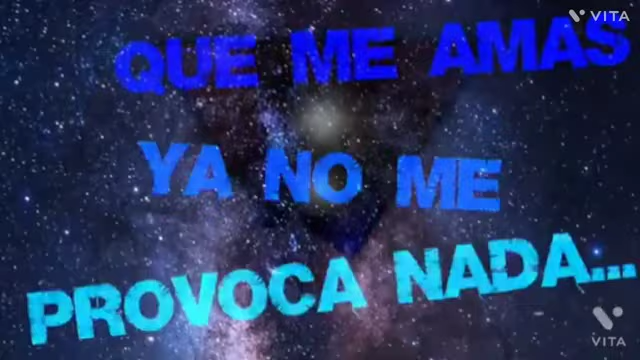 VITA
QUE ME AMAS
YA NO ME
PROVOCA NADA...
VITA